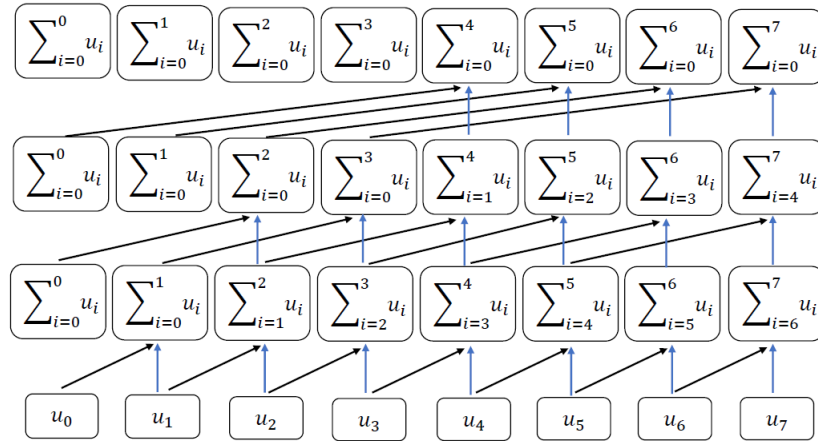 ∑_{i=0}^{0} u_i ∑_{i=0}^{1} u_i ∑_{i=0}^{2} u_i ∑_{i=0}^{3} u_i ∑_{i=0}^{4} u_i ∑_{i=0}^{5} u_i ∑_{i=0}^{6} u_i ∑_{i=0}^{7} u_i
∑_{i=0}^{0} u_i ∑_{i=0}^{1} u_i ∑_{i=0}^{2} u_i ∑_{i=0}^{3} u_i ∑_{i=1}^{4} u_i ∑_{i=2}^{5} u_i ∑_{i=3}^{6} u_i ∑_{i=4}^{7} u_i
∑_{i=0}^{0} u_i ∑_{i=0}^{1} u_i ∑_{i=1}^{2} u_i ∑_{i=2}^{3} u_i ∑_{i=3}^{4} u_i ∑_{i=4}^{5} u_i ∑_{i=5}^{6} u_i ∑_{i=6}^{7} u_i
u_0 u_1 u_2 u_3 u_4 u_5 u_6 u_7